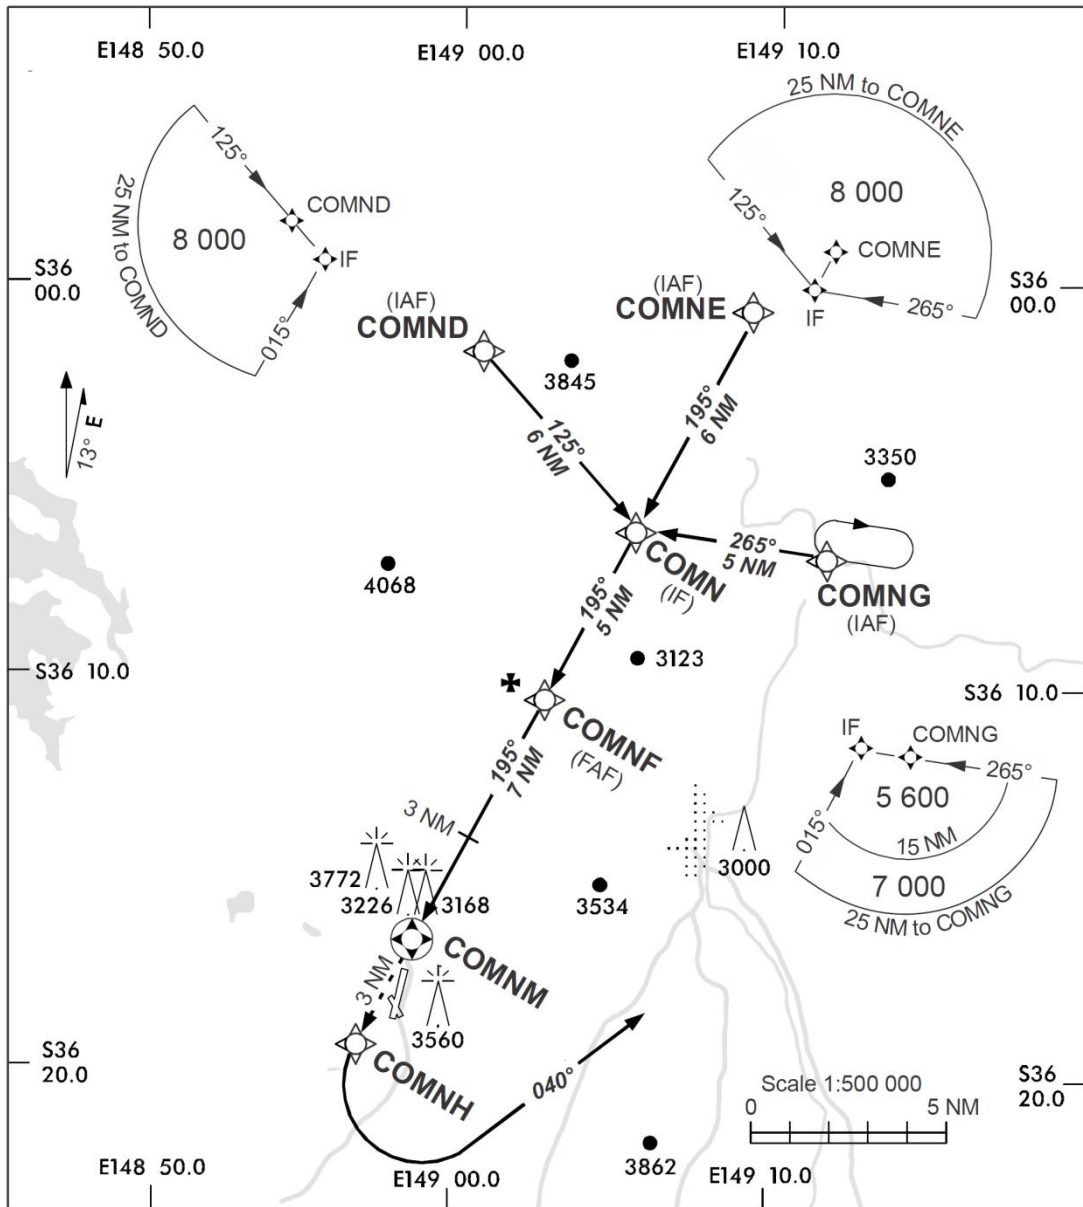 E148 50.0
E149 00.0
E149 10.0
25 NM to COMNE
125°
8 000
COMNE
IF
265°
125°
COMND
8 000
IF
25 NM to COMND
015°
S36
00.0
S36
00.0
(IAF)
COMND
(IAF)
COMNE
3845
13° E
125°
6 NM
195°
6 NM
3350
265°
5 NM
COMN
(IF)
COMNG
(IAF)
4068
195°
5 NM
3123
S36 10.0
S36 10.0
COMNF
(FAF)
IF
COMNG
265°
5 600
015°
15 NM
7 000
25 NM to COMNG
195°
7 NM
3 NM
3000
3772
3226
3168
3534
COMNM
3 NM
3560
S36
20.0
COMNH
040°
Scale 1:500 000
0
5 NM
S36
20.0
3862
E148 50.0
E149 00.0
E149 10.0